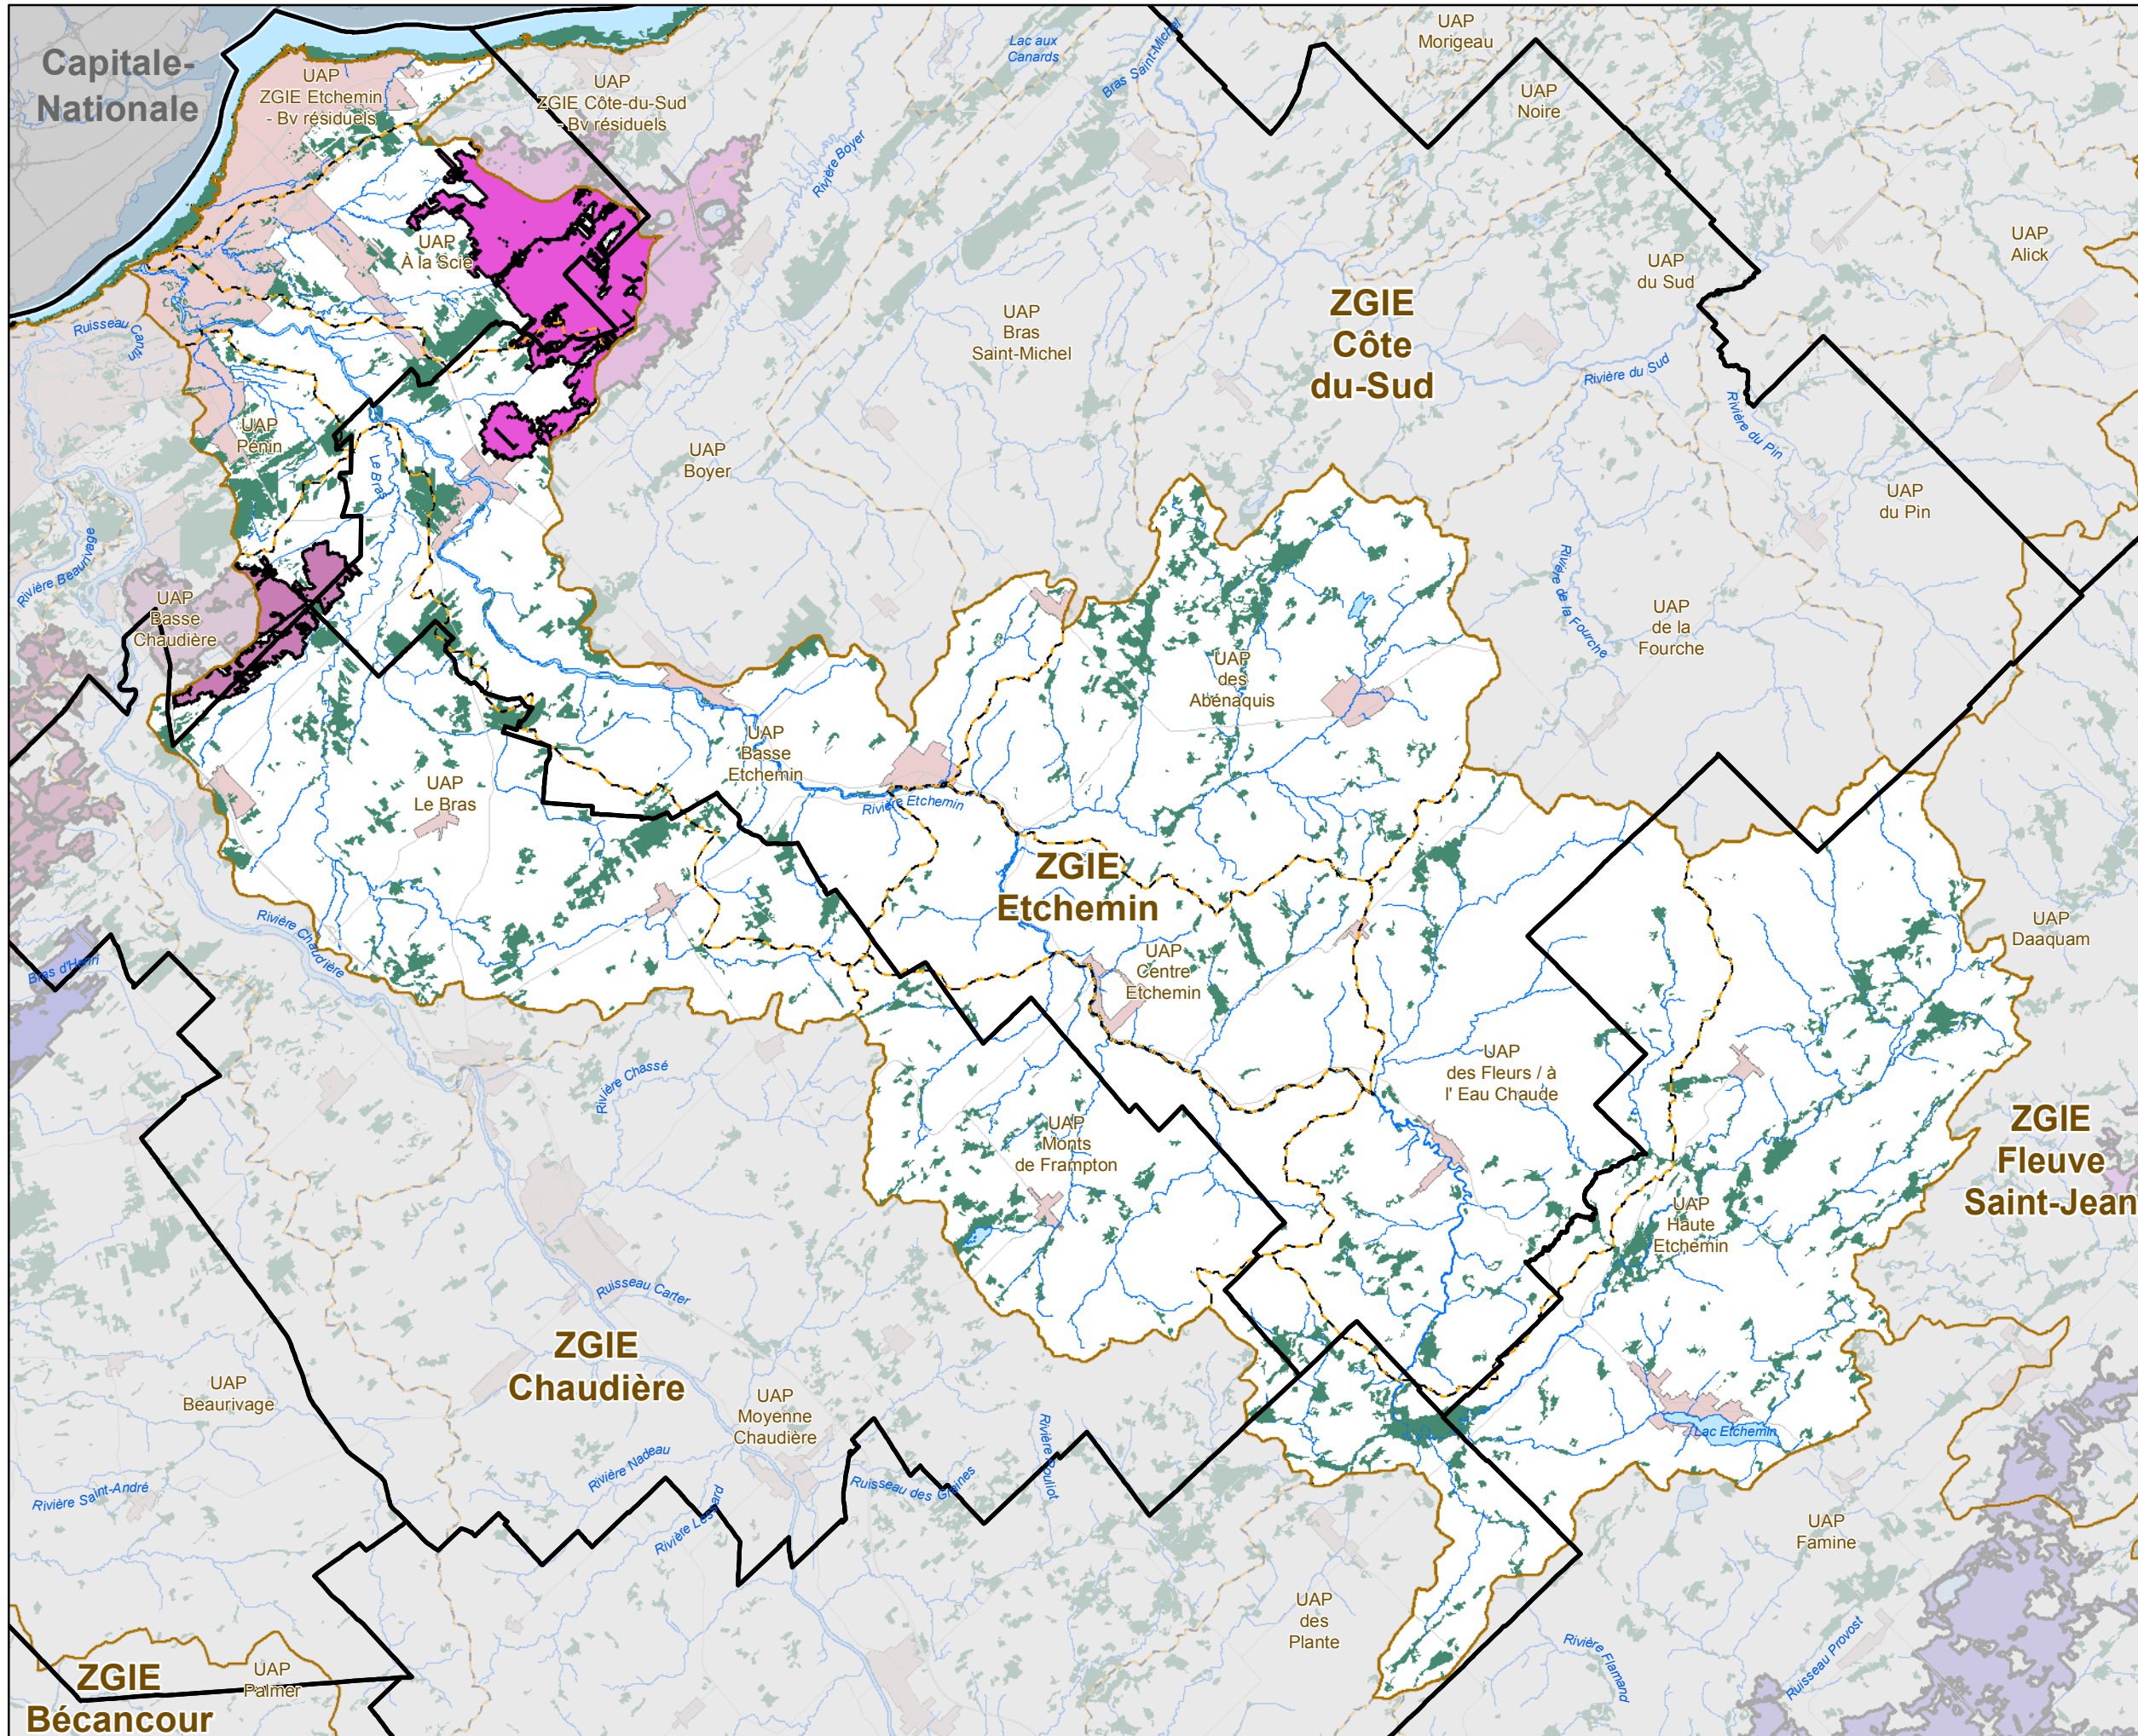 Capitale-
Nationale
UAP
ZGIE Etchemin
- Bv résiduels
UAP
ZGIE Côte-du-Sud
- Bv résiduels
Lac aux
Canards
Bras Saint-Michel
UAP
Morigeau
UAP
Noire
Rivière Boyer
UAP
À la Scie
UAP
du Sud
UAP
Alick
ZGIE
Côte
du-Sud
UAP
Bras
Saint-Michel
Ruisseau Cantin
Rivière du Sud
Rivière du Pin
UAP
Pénin
Le Bras
UAP
Boyer
UAP
du Pin
Rivière Beaurivage
UAP
Basse
Chaudière
Rivière de la Fourche
UAP
de la
Fourche
UAP
des
Abénaquis
UAP
Basse
Etchemin
UAP
Le Bras
Rivière Etchemin
ZGIE
Etchemin
Rivière Chaudière
Bras d'Henri
UAP
Centre
Etchemin
UAP
Daaquam
UAP
des Fleurs / à
l' Eau Chaude
Rivière Chassé
UAP
Monts
de Frampton
ZGIE
Fleuve
Saint-Jean
UAP
Haute
Etchemin
Ruisseau Carter
ZGIE
Chaudière
UAP
Beaurivage
UAP
Moyenne
Chaudière
Lac Etchemin
Rivière Pouliot
Rivière Nadeau
Ruisseau des Graines
Rivière Saint-André
Rivière Lessard
UAP
Famine
UAP
des
Plante
Rivière Flamand
Ruisseau Provost
ZGIE
Bécancour
UAP
Palmer